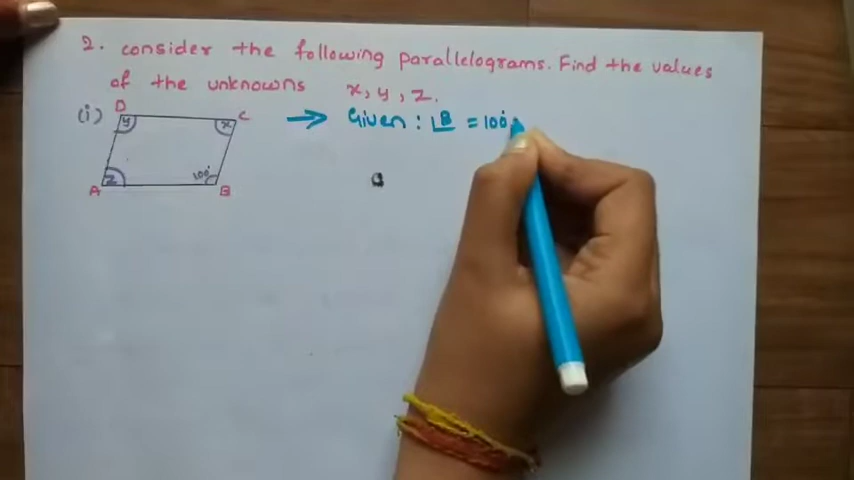 2. consider the following parallelograms. Find the values
of the unknowns x, y, z.
(i) D C → Given : ∠B = 100°
y x
z 100°
A B